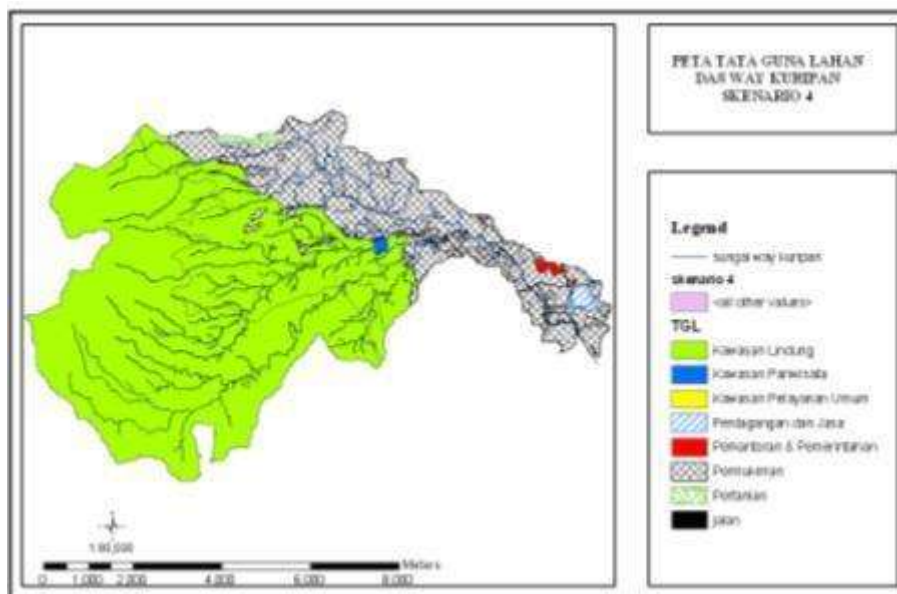 PETA TATA GUNA LAHAN
DAS WAY KURIPAN
SKENARIO 4
Legend
sungai way kuripan
skenario 4
<all other values>
TGL
Kawasan Lindung
Kawasan Pariwisata
Kawasan Pelayanan Umum
Perdagangan dan Jasa
Perkantoran & Pemerintahan
Permukiman
Pertanian
Jalan
Meters
0 1,000 2,000 4,000 6,000 8,000